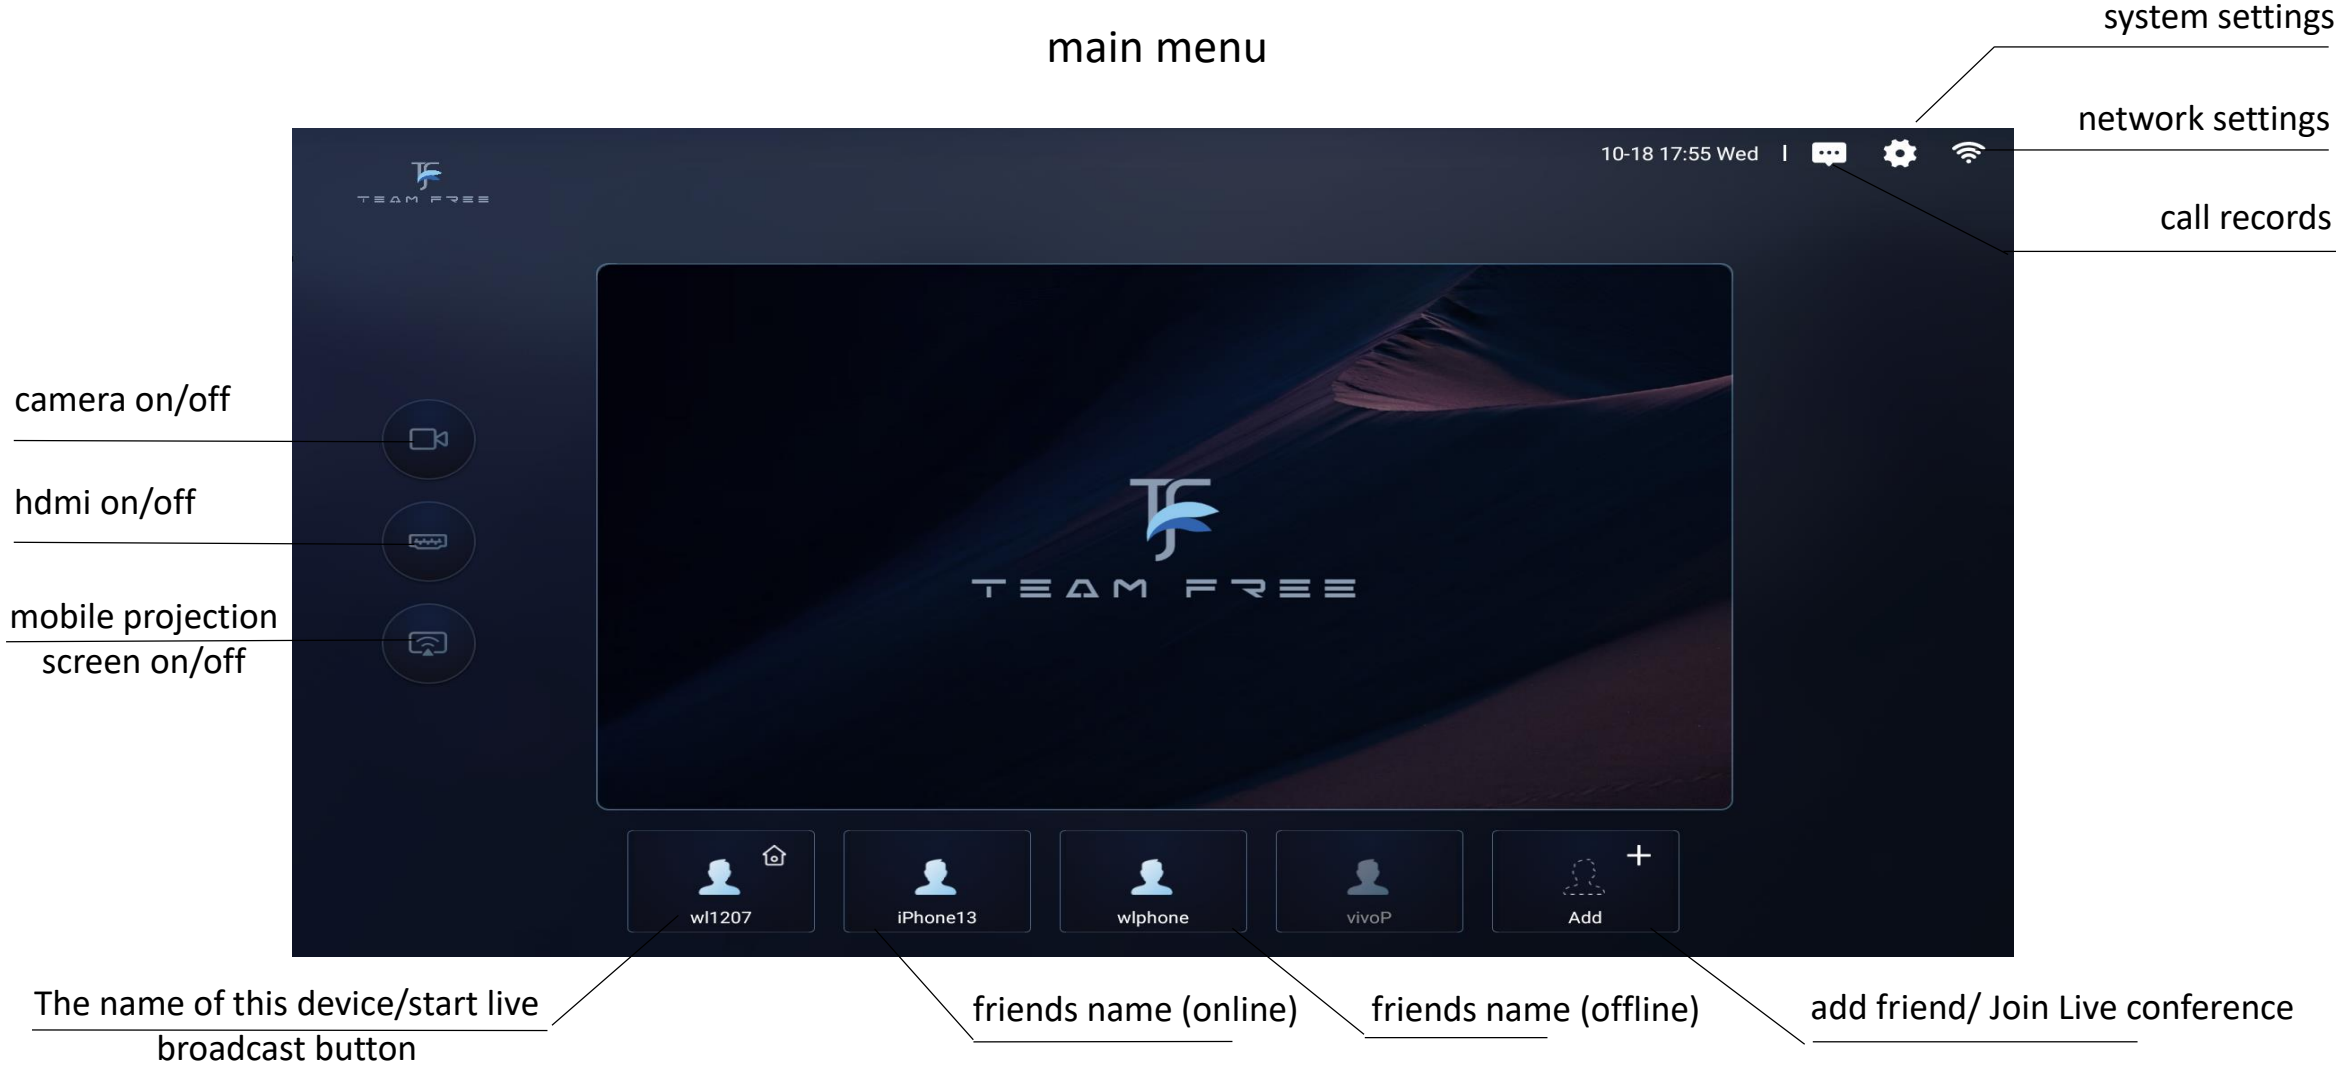 system settings
main menu
network settings
10-18 17:55 Wed
TEAM FREE
call records
camera on/off
hdmi on/off
TEAM FREE
mobile projection
screen on/off
wl1207
iPhone13
wlphone
vivoP
Add
The name of this device/start live
broadcast button
friends name (online)
friends name (offline)
add friend/ Join Live conference